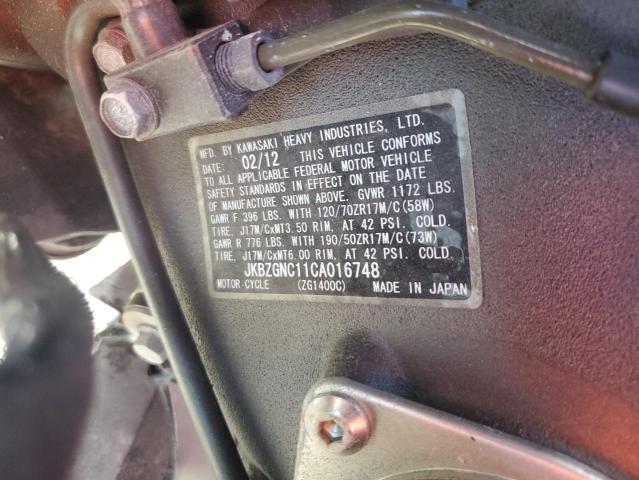 MFD. BY KAWASAKI HEAVY INDUSTRIES, LTD.
DATE: 02/12 THIS VEHICLE CONFORMS
TO ALL APPLICABLE FEDERAL MOTOR VEHICLE
SAFETY STANDARDS IN EFFECT ON THE DATE
OF MANUFACTURE SHOWN ABOVE. GVWR 1172 LBS.
GAWR F 396 LBS. WITH 120/70ZR17M/C(58W)
TIRE, J17M/CxMT3.50 RIM, AT 42 PSI. COLD.
GAWR R 776 LBS. WITH 190/50ZR17M/C(73W)
TIRE, J17M/CxMT6.00 RIM, AT 42 PSI. COLD.
JKBZGNC11CA016748
MOTOR-CYCLE (ZG1400C) MADE IN JAPAN